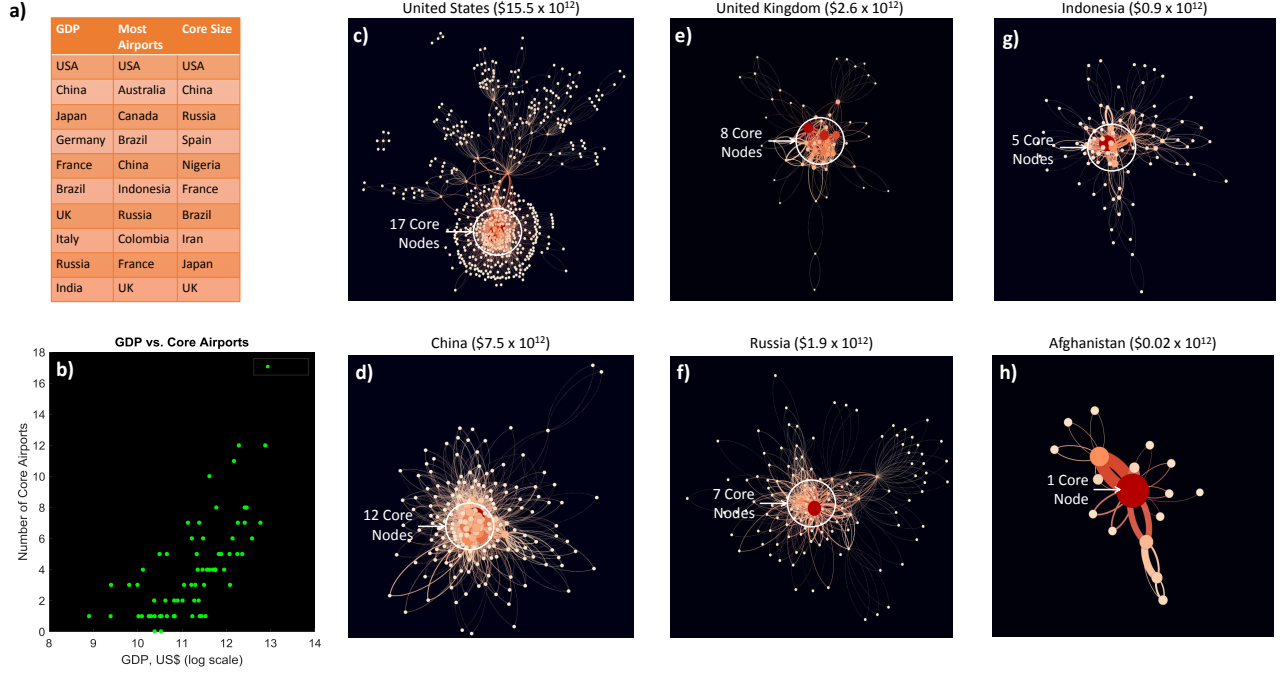 a)
GDP Most Airports Core Size
USA USA USA
China Australia China
Japan Canada Russia
Germany Brazil Spain
France China Nigeria
Brazil Indonesia France
UK Russia Brazil
Italy Colombia Iran
Russia France Japan
India UK UK
United States ($15.5 x 10¹²)
c)
17 Core
Nodes
United Kingdom ($2.6 x 10¹²)
e)
8 Core
Nodes
Indonesia ($0.9 x 10¹²)
g)
5 Core
Nodes
GDP vs. Core Airports
b)
Number of Core Airports
18
16
14
12
10
8
6
4
2
0
8 9 10 11 12 13 14
GDP, US$ (log scale)
China ($7.5 x 10¹²)
d)
12 Core
Nodes
Russia ($1.9 x 10¹²)
f)
7 Core
Nodes
Afghanistan ($0.02 x 10¹²)
h)
1 Core
Node